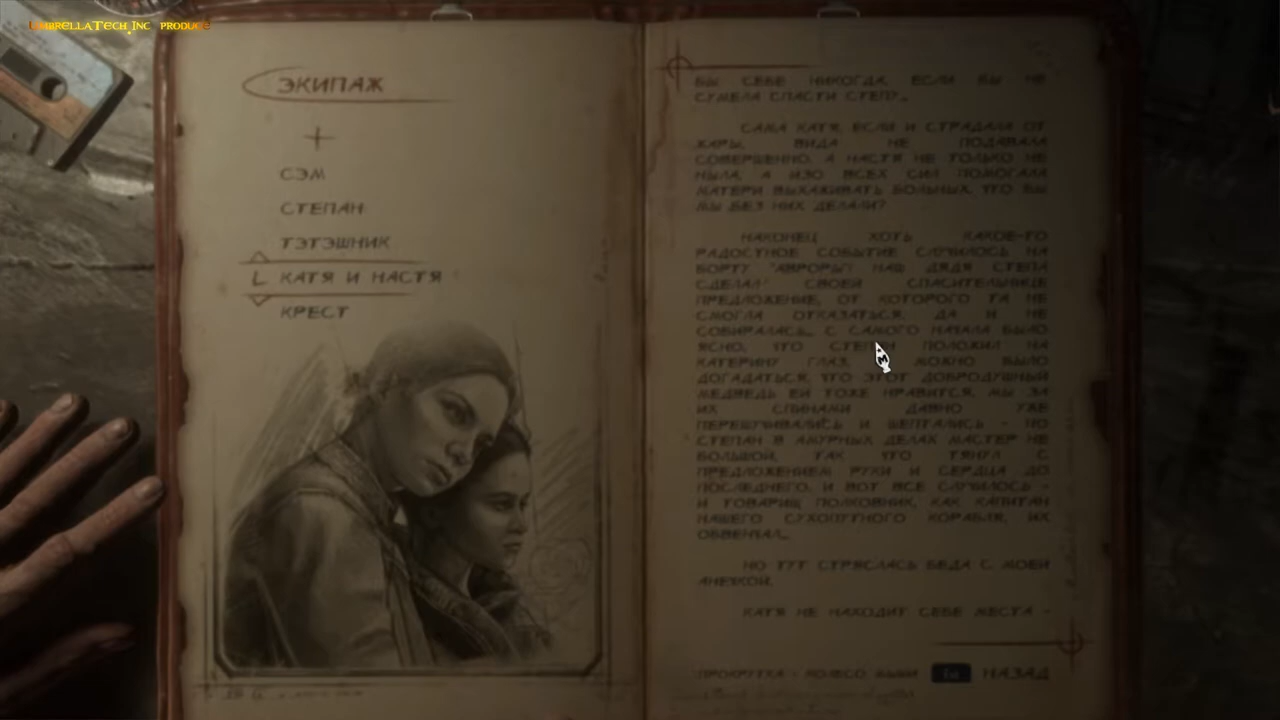 UmbrellaTech.Inc produce
ЭКИПАЖ
СЭМ
СТЕПАН
ТЭТЭШНИК
КАТЯ И НАСТЯ
КРЕСТ
БЫ СЕБЕ НИКОГДА, ЕСЛИ БЫ НЕ
СУМЕЛА СПАСТИ СТЕПУ...
САМА КАТЯ, ЕСЛИ И СТРАДАЛА ОТ
ЖАРЫ, ВИДА НЕ ПОДАВАЛА
СОВЕРШЕННО. А НАСТЯ НЕ ТОЛЬКО НЕ
НЫЛА, А ИЗО ВСЕХ СИЛ ПОМОГАЛА
МАТЕРИ ВЫХАЖИВАТЬ БОЛЬНЫХ. ЧТО БЫ
МЫ БЕЗ НИХ ДЕЛАЛИ?
НАКОНЕЦ ХОТЬ КАКОЕ-ТО
РАДОСТНОЕ СОБЫТИЕ СЛУЧИЛОСЬ НА
БОРТУ "АВРОРЫ"! НАШ ДЯДЯ СТЕПА
СДЕЛАЛ СВОЕЙ СПАСИТЕЛЬНИЦЕ
ПРЕДЛОЖЕНИЕ, ОТ КОТОРОГО ТА НЕ
СМОГЛА ОТКАЗАТЬСЯ. ДА И НЕ
СОБИРАЛАСЬ... С САМОГО НАЧАЛА БЫЛО
ЯСНО, ЧТО СТЕПАН ПОЛОЖИЛ НА
КАТЕРИНУ ГЛАЗ, МОЖНО БЫЛО
ДОГАДАТЬСЯ, ЧТО ЭТОТ ДОБРОДУШНЫЙ
МЕДВЕДЬ ЕЙ ТОЖЕ НРАВИТСЯ. МЫ ЗА
ИХ СПИНАМИ ДАВНО УЖЕ
ПЕРЕШУЧИВАЛИСЬ И ШЕПТАЛИСЬ - НО
СТЕПАН В АМУРНЫХ ДЕЛАХ МАСТЕР НЕ
БОЛЬШОЙ, ТАК ЧТО ТЯНУЛ С
ПРЕДЛОЖЕНИЕМ РУКИ И СЕРДЦА ДО
ПОСЛЕДНЕГО. И ВОТ ВСЕ СЛУЧИЛОСЬ -
И ТОВАРИЩ ПОЛКОВНИК, КАК КАПИТАН
НАШЕГО СУХОПУТНОГО КОРАБЛЯ, ИХ
ОБВЕНЧАЛ...
НО ТУТ СТРЯСЛАСЬ БЕДА С МОЕЙ
АНЕЧКОЙ.
КАТЯ НЕ НАХОДИТ СЕБЕ МЕСТА -
ПРОКРУТКА - КОЛЕСО МЫШИ Esc НАЗАД